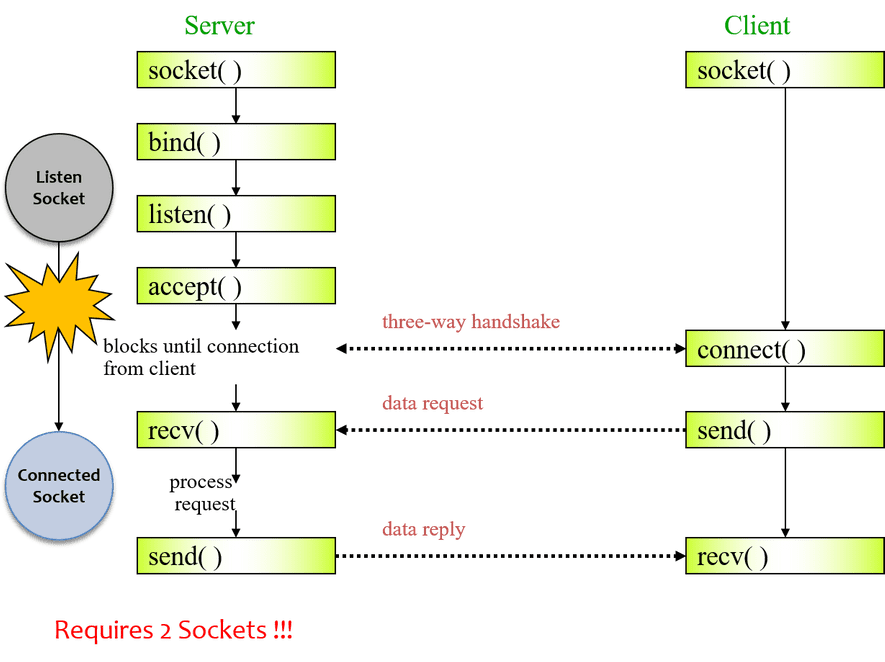 Server
Client
socket( )
socket( )
bind( )
Listen
Socket
listen( )
accept( )
three-way handshake
blocks until connection
from client
connect( )
data request
recv( )
send( )
Connected
Socket
process
request
data reply
send( )
recv( )
Requires 2 Sockets !!!